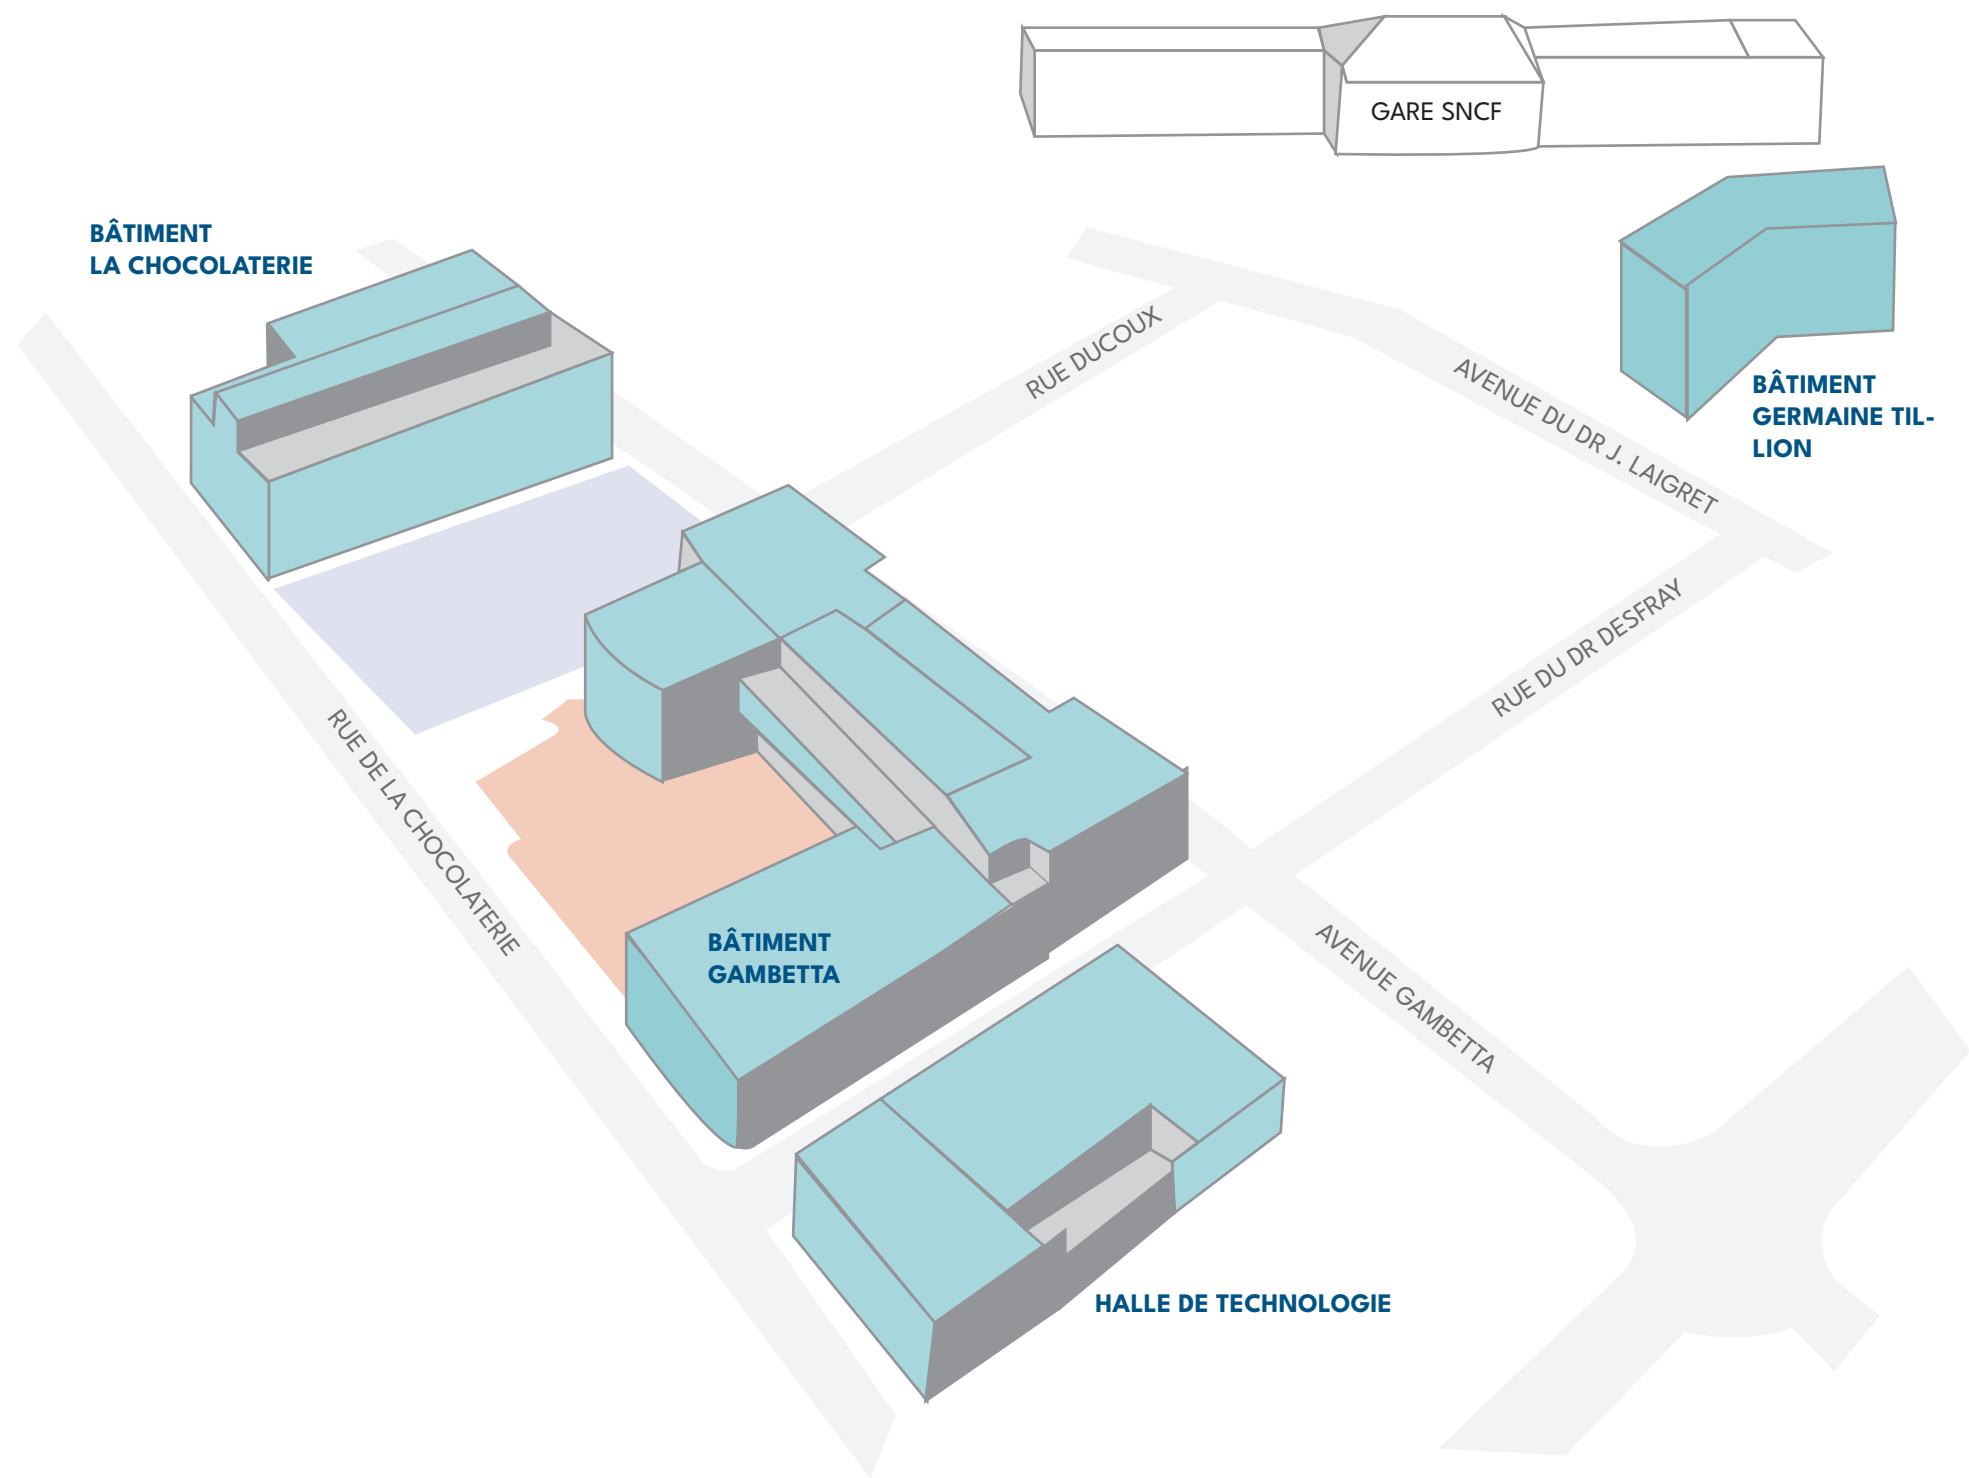 GARE SNCF
BÂTIMENT
LA CHOCOLATERIE
RUE DUCOUX
AVENUE DU DR J. LAIGRET
BÂTIMENT
GERMAINE TIL-
LION
RUE DU DR DESFRAY
RUE DE LA CHOCOLATERIE
BÂTIMENT
GAMBETTA
AVENUE GAMBETTA
HALLE DE TECHNOLOGIE